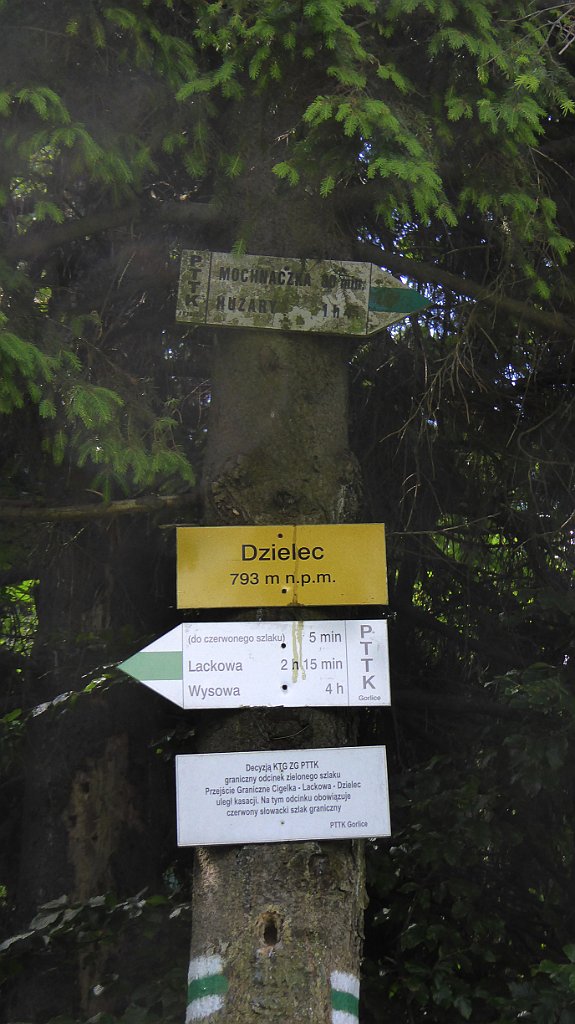 PTTK
MOCHNACZKA min.
HUZARY 1 h
Dzielec
793 m n.p.m.
(do czerwonego szlaku) 5 min
Lackowa 2 h 15 min
Wysowa 4 h
PTTK
Gorlice
Decyzją KTG ZG PTTK
graniczny odcinek zielonego szlaku
Przejście Graniczne Cigelka - Lackowa - Dzielec
uległ kasacji. Na tym odcinku obowiązuje
czerwony słowacki szlak graniczny
PTTK Gorlice